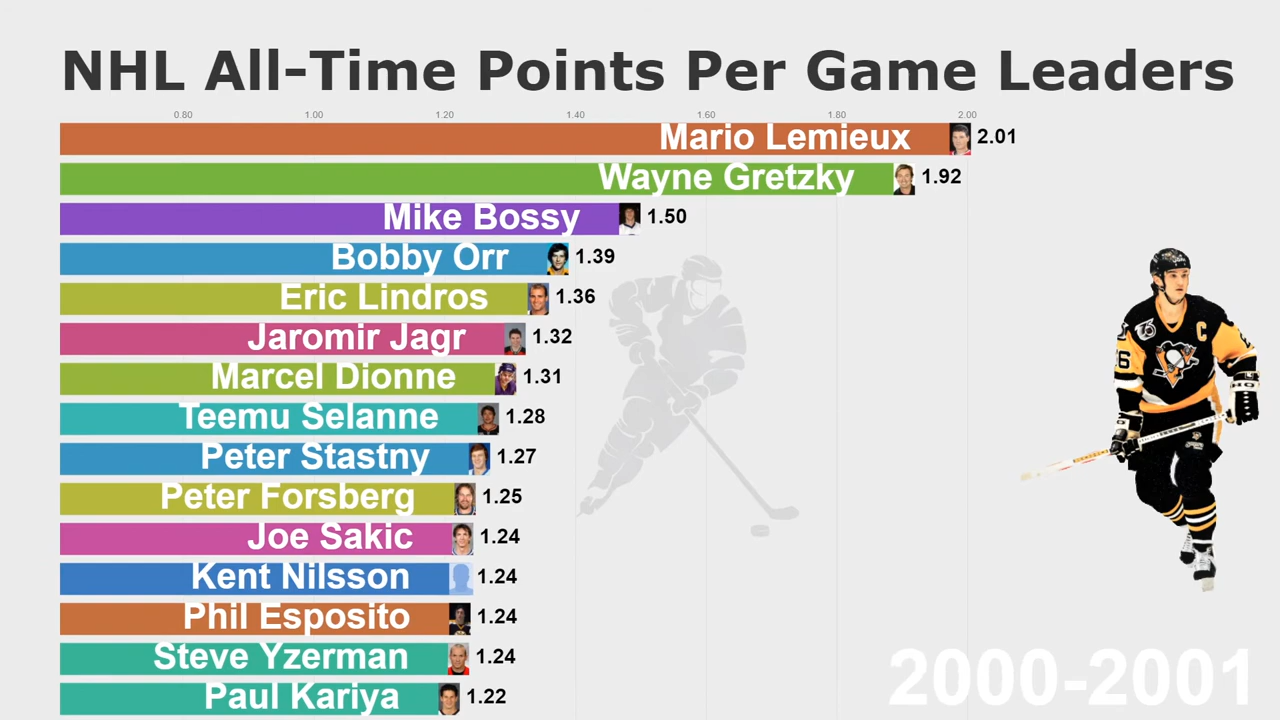 NHL All-Time Points Per Game Leaders
0.80 1.00 1.20 1.40 1.60 1.80 2.00
Mario Lemieux 2.01
Wayne Gretzky 1.92
Mike Bossy 1.50
Bobby Orr 1.39
Eric Lindros 1.36
Jaromir Jagr 1.32
Marcel Dionne 1.31
Teemu Selanne 1.28
Peter Stastny 1.27
Peter Forsberg 1.25
Joe Sakic 1.24
Kent Nilsson 1.24
Phil Esposito 1.24
Steve Yzerman 1.24
Paul Kariya 1.22
C
2000-2001